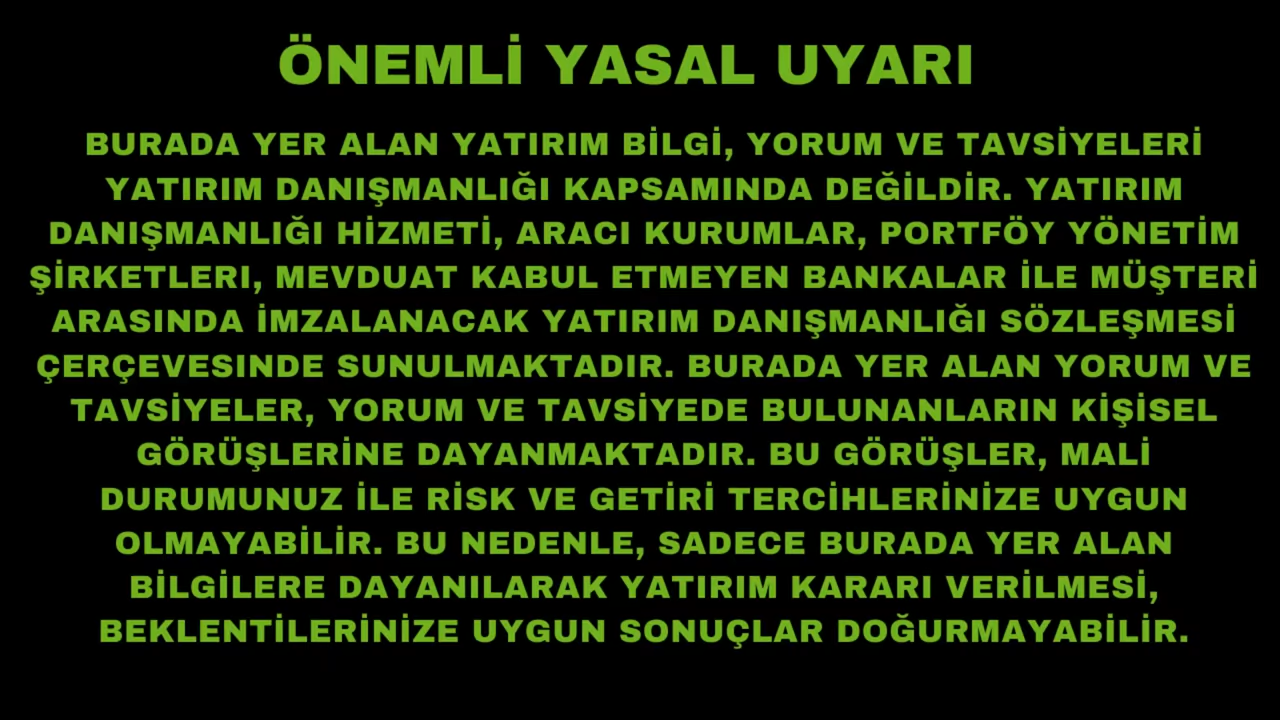 ÖNEMLİ YASAL UYARI
BURADA YER ALAN YATIRIM BİLGİ, YORUM VE TAVSİYELERİ
YATIRIM DANIŞMANLIĞI KAPSAMINDA DEĞİLDİR. YATIRIM
DANIŞMANLIĞI HİZMETİ, ARACI KURUMLAR, PORTFÖY YÖNETİM
ŞİRKETLERI, MEVDUAT KABUL ETMEYEN BANKALAR İLE MÜŞTERİ
ARASINDA İMZALANACAK YATIRIM DANIŞMANLIĞI SÖZLEŞMESİ
ÇERÇEVESINDE SUNULMAKTADIR. BURADA YER ALAN YORUM VE
TAVSİYELER, YORUM VE TAVSİYEDE BULUNANLARIN KİŞİSEL
GÖRÜŞLERİNE DAYANMAKTADIR. BU GÖRÜŞLER, MALİ
DURUMUNUZ İLE RİSK VE GETİRİ TERCİHLERİNİZE UYGUN
OLMAYABİLİR. BU NEDENLE, SADECE BURADA YER ALAN
BİLGİLERE DAYANILARAK YATIRIM KARARI VERİLMESİ,
BEKLENTİLERİNİZE UYGUN SONUÇLAR DOĞURMAYABİLİR.